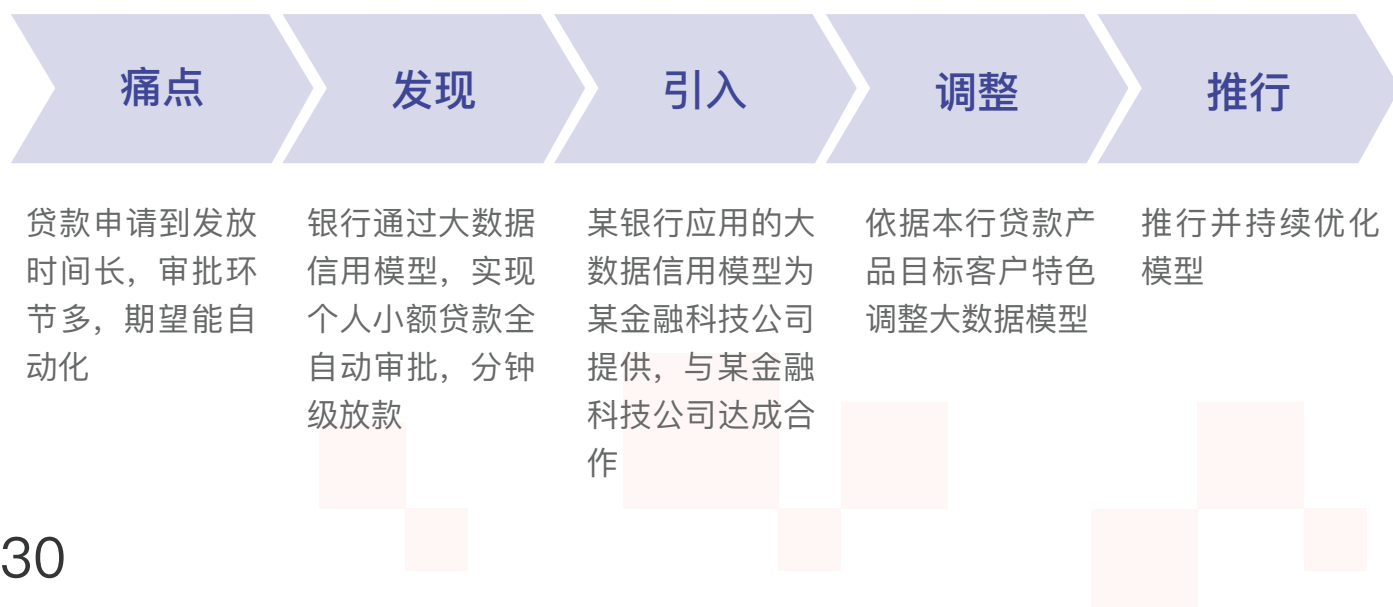 痛点
发现
引入
调整
推行
贷款申请到发放
时间长，审批环
节多，期望能自
动化
银行通过大数据
信用模型，实现
个人小额贷款全
自动审批，分钟
级放款
某银行应用的大
数据信用模型为
某金融科技公司
提供，与某金融
科技公司达成合
作
依据本行贷款产
品目标客户特色
调整大数据模型
推行并持续优化
模型
30